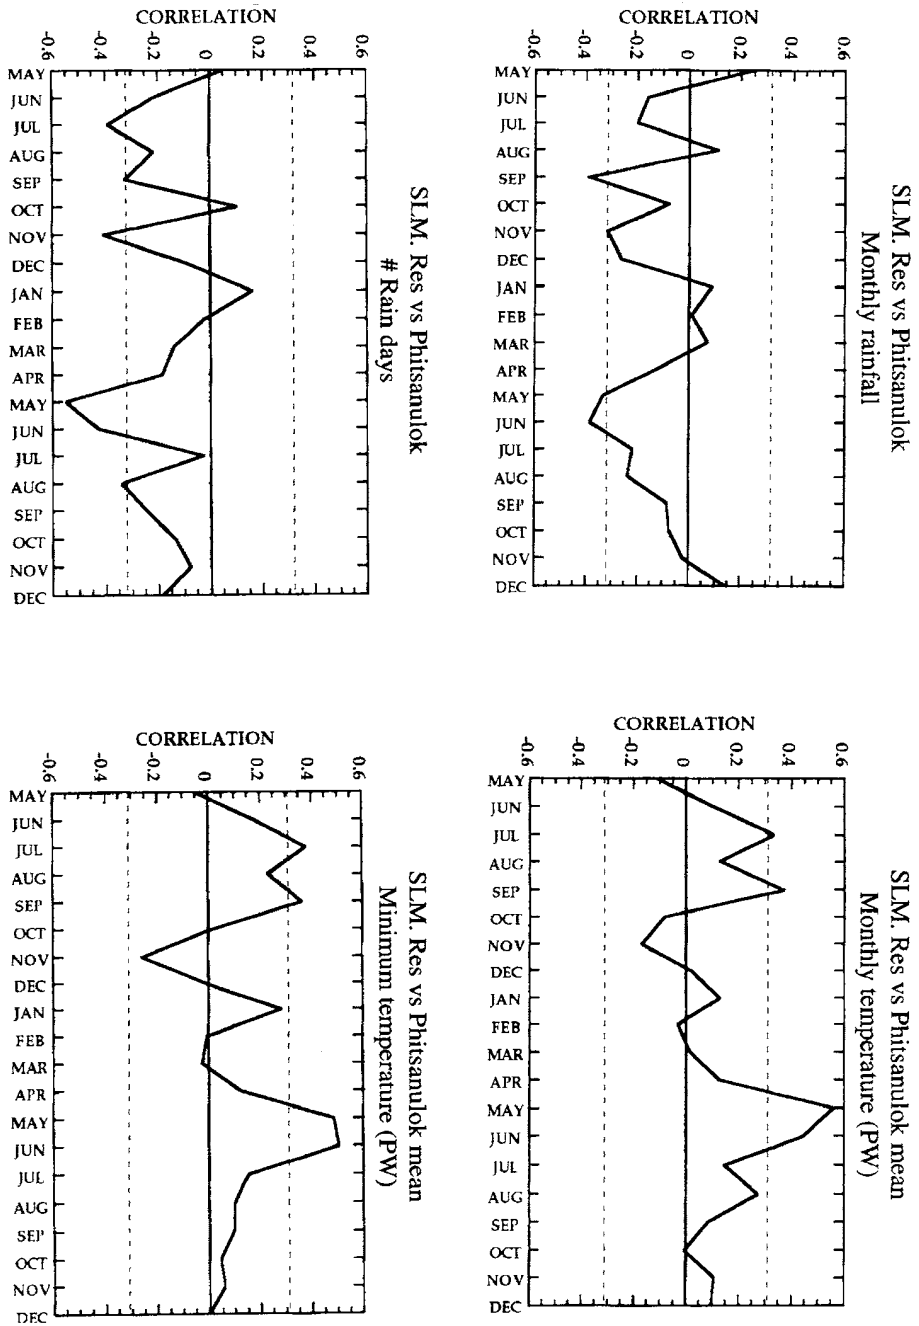 SLM. Res vs Phitsanulok
Monthly rainfall
CORRELATION
0.6
0.4
0.2
0
-0.2
-0.4
-0.6
MAY
JUN
JUL
AUG
SEP
OCT
NOV
DEC
JAN
FEB
MAR
APR
MAY
JUN
JUL
AUG
SEP
OCT
NOV
DEC
SLM. Res vs Phitsanulok mean
Monthly temperature (PW)
CORRELATION
0.6
0.4
0.2
0
-0.2
-0.4
-0.6
MAY
JUN
JUL
AUG
SEP
OCT
NOV
DEC
JAN
FEB
MAR
APR
MAY
JUN
JUL
AUG
SEP
OCT
NOV
DEC
SLM. Res vs Phitsanulok
# Rain days
CORRELATION
0.6
0.4
0.2
0
-0.2
-0.4
-0.6
MAY
JUN
JUL
AUG
SEP
OCT
NOV
DEC
JAN
FEB
MAR
APR
MAY
JUN
JUL
AUG
SEP
OCT
NOV
DEC
SLM. Res vs Phitsanulok mean
Minimum temperature (PW)
CORRELATION
0.6
0.4
0.2
0
-0.2
-0.4
-0.6
MAY
JUN
JUL
AUG
SEP
OCT
NOV
DEC
JAN
FEB
MAR
APR
MAY
JUN
JUL
AUG
SEP
OCT
NOV
DEC